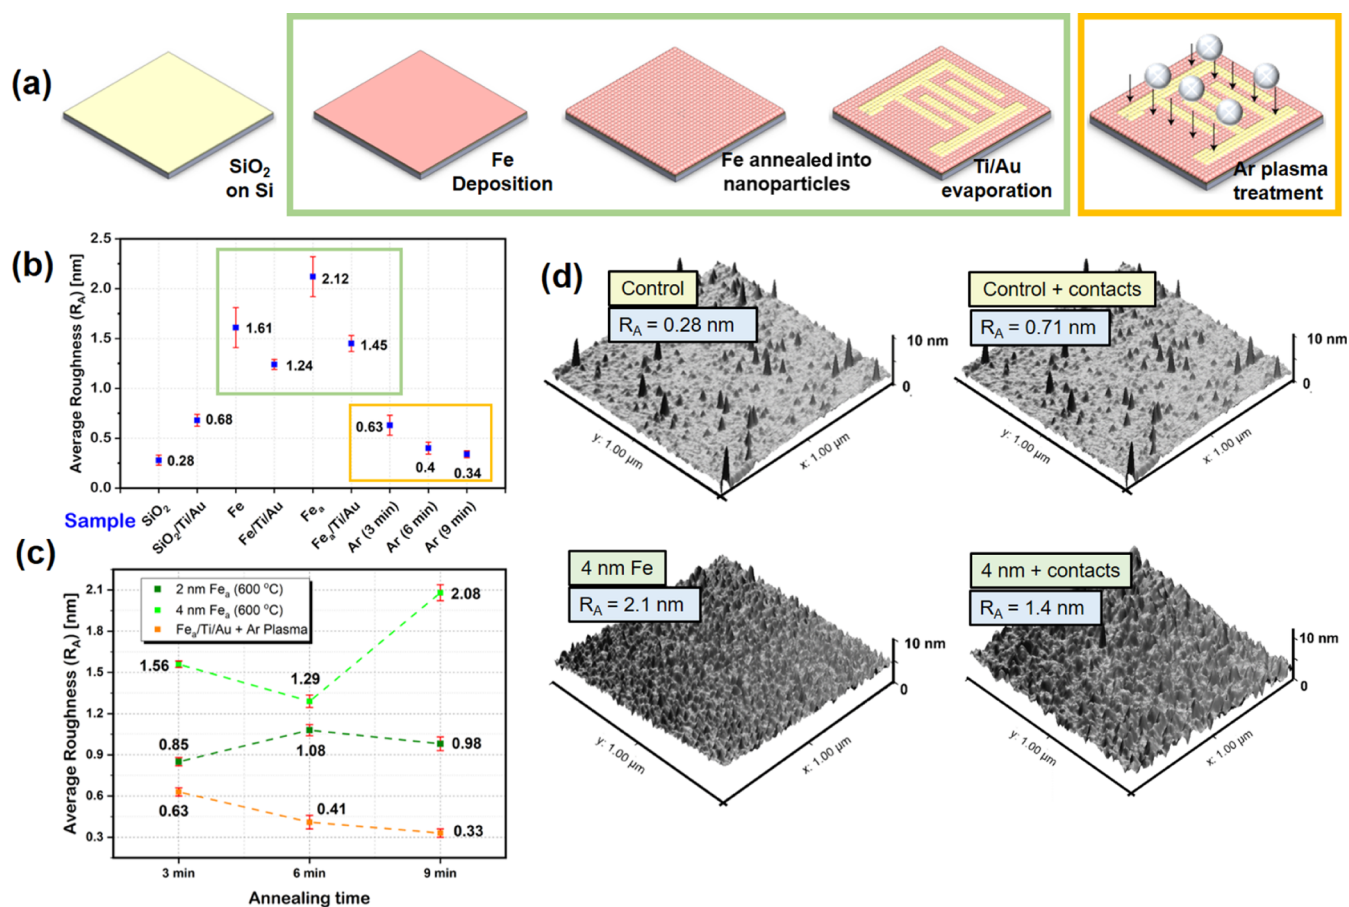 (a)
SiO2
on Si
Fe
Deposition
Fe annealed into
nanoparticles
Ti/Au
evaporation
Ar plasma
treatment
(b)
Average Roughness (RA) [nm]
2.5
2.0
1.5
1.0
0.5
0.0
0.28
0.68
1.61
1.24
2.12
1.45
0.63
0.4
0.34
Sample
SiO2
SiO2/Ti/Au
Fe
Fe/Ti/Au
Fea
Fea/Ti/Au
Ar (3 min)
Ar (6 min)
Ar (9 min)
(c)
Average Roughness (RA) [nm]
2.1
1.8
1.5
1.2
0.9
0.6
0.3
2 nm Fea (600 °C)
4 nm Fea (600 °C)
Fea/Ti/Au + Ar Plasma
1.56
1.29
2.08
0.85
1.08
0.98
0.63
0.41
0.33
3 min
6 min
9 min
Annealing time
(d)
Control
RA = 0.28 nm
10 nm
0
y: 1.00 µm
x: 1.00 µm
Control + contacts
RA = 0.71 nm
10 nm
0
y: 1.00 µm
x: 1.00 µm
4 nm Fe
RA = 2.1 nm
10 nm
0
y: 1.00 µm
x: 1.00 µm
4 nm + contacts
RA = 1.4 nm
10 nm
0
y: 1.00 µm
x: 1.00 µm